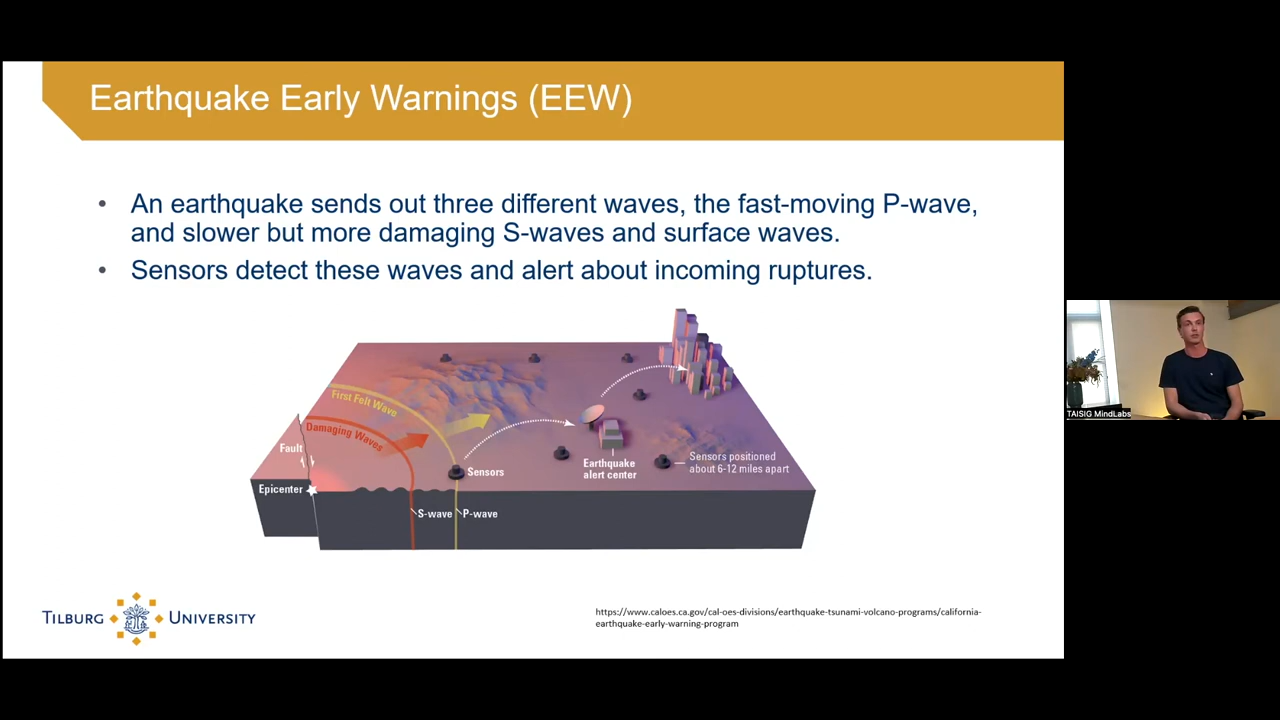 Earthquake Early Warnings (EEW)
• An earthquake sends out three different waves, the fast-moving P-wave,
and slower but more damaging S-waves and surface waves.
• Sensors detect these waves and alert about incoming ruptures.
First Felt Wave
Damaging Waves
Fault
Epicenter
Sensors
S-wave
P-wave
Earthquake
alert center
Sensors positioned
about 6-12 miles apart
TAISIG MindLabs
TILBURG UNIVERSITY
https://www.caloes.ca.gov/cal-oes-divisions/earthquake-tsunami-volcano-programs/california-
earthquake-early-warning-program